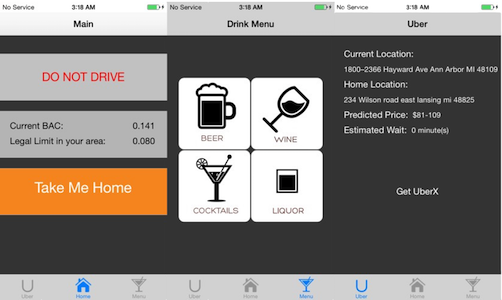 No Service 3:18 AM
Main
DO NOT DRIVE
Current BAC: 0.141
Legal Limit in your area: 0.080
Take Me Home
Uber Home Menu
No Service 3:18 AM
Drink Menu
BEER WINE
COCKTAILS LIQUOR
Uber Home Menu
No Service 3:18 AM
Uber
Current Location:
1800–2366 Hayward Ave Ann Arbor MI 48109
Home Location:
234 Wilson road east lansing mi 48825
Predicted Price: $81-109
Estimated Wait: 0 minute(s)
Get UberX
Uber Home Menu